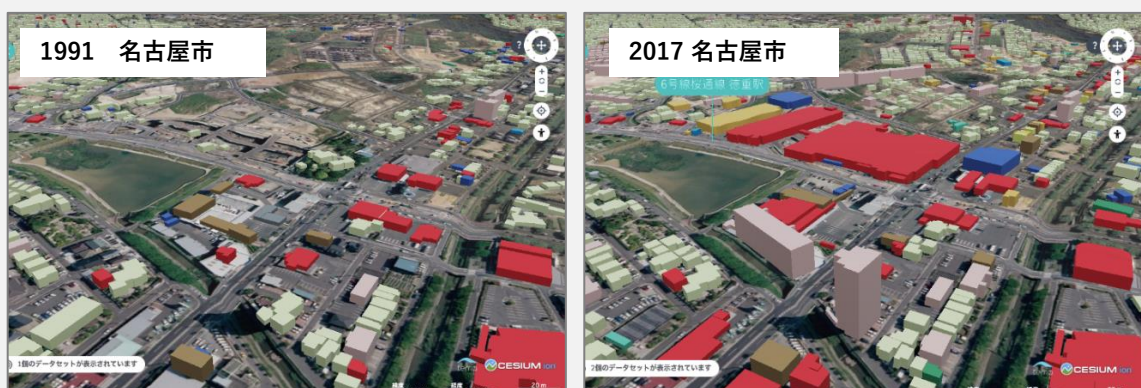 1991 名古屋市
?
1個のデータセットが表示されています
CESIUM ion
20m
2017 名古屋市
6号線桜通線 徳重駅
?
2個のデータセットが表示されています
CESIUM ion